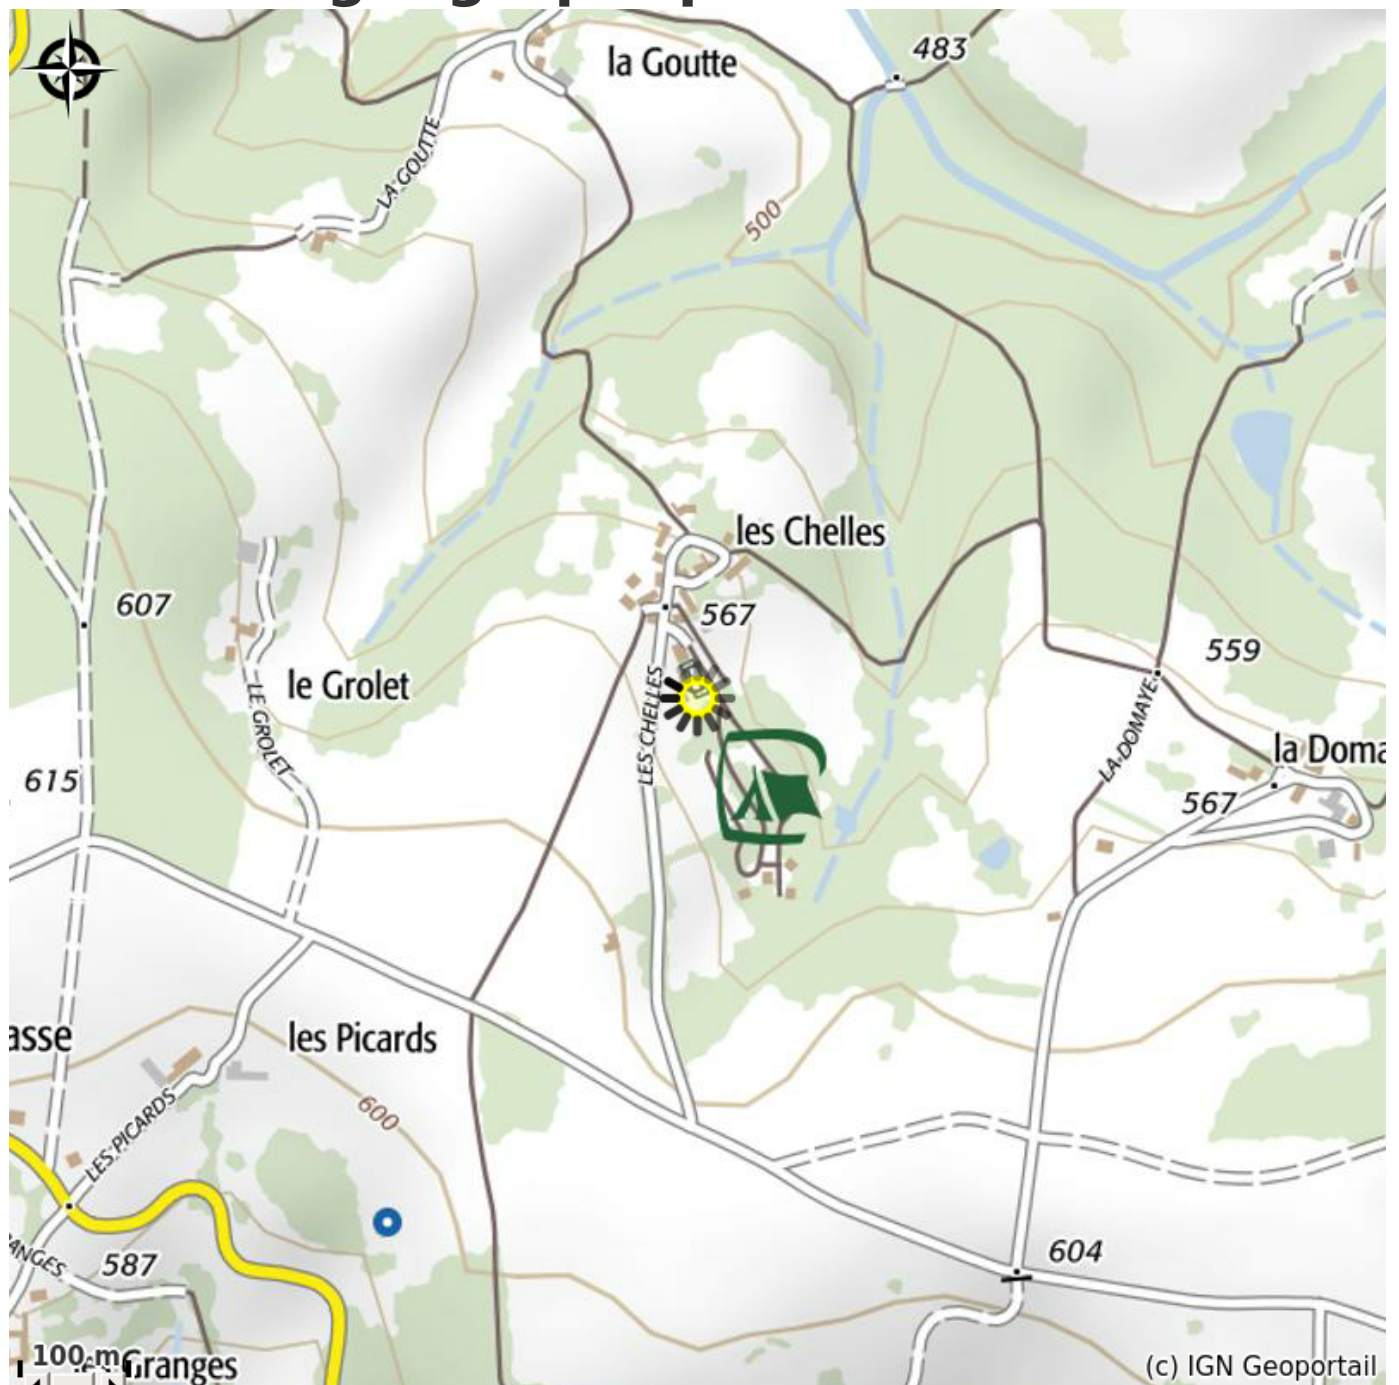 la Goutte
483
LA GOUTTE
500
les Chelles
607
567
559
le Grolet
LES CHELLES
LE GROLET
LA DOMAYE
la Doma
615
567
asse
les Picards
600
LES PICARDS
604
ANGES
587
100 m
Granges
(c) IGN Geoportail